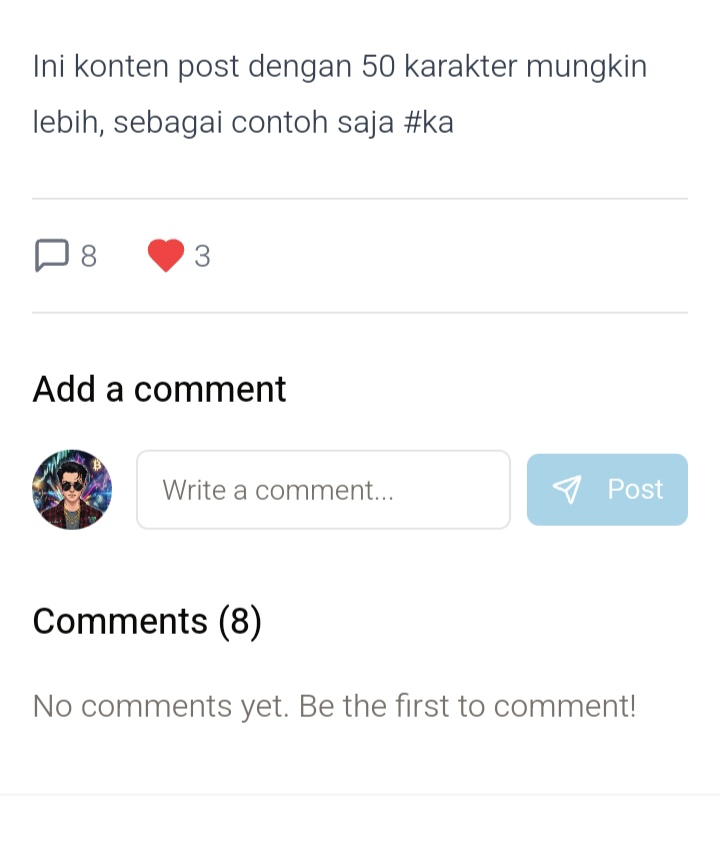 Ini konten post dengan 50 karakter mungkin
lebih, sebagai contoh saja #ka
8 3
Add a comment
Write a comment... Post
Comments (8)
No comments yet. Be the first to comment!